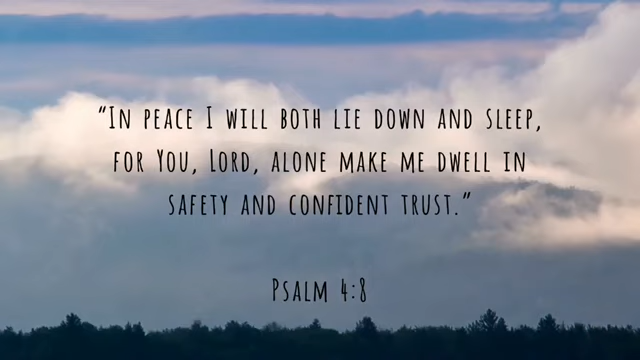 “In peace I will both lie down and sleep,
for You, Lord, alone make me dwell in
safety and confident trust.”
Psalm 4:8